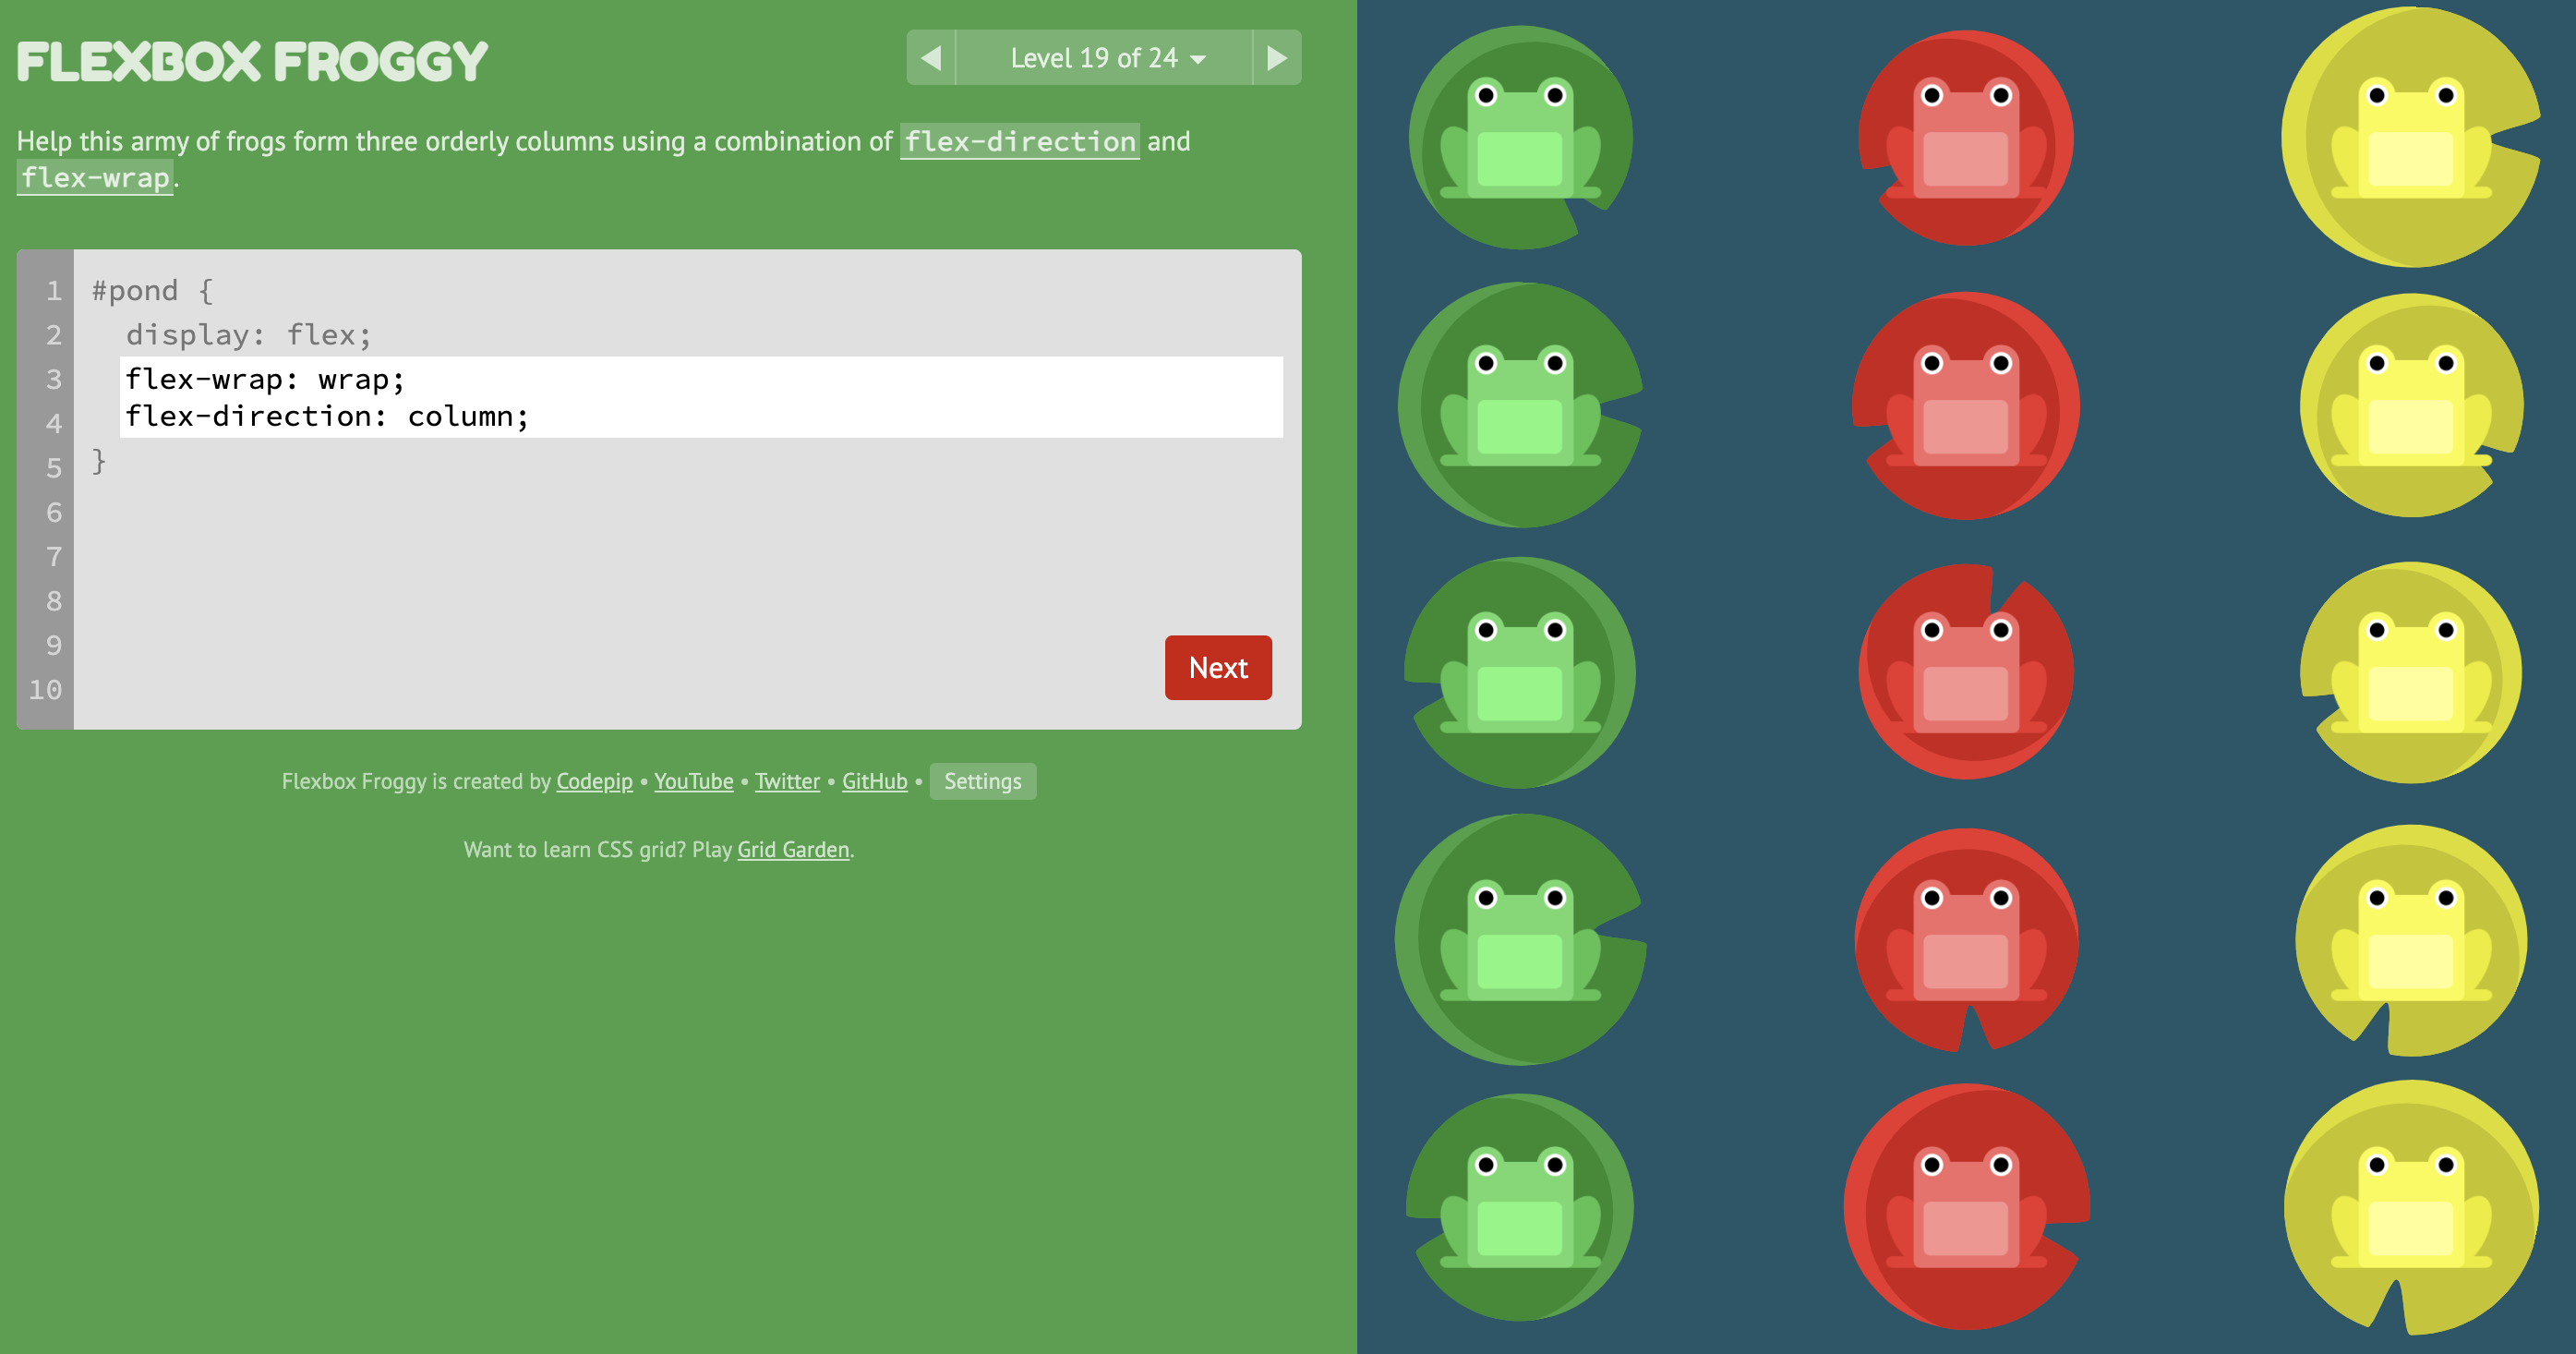 FLEXBOX FROGGY
Level 19 of 24
Help this army of frogs form three orderly columns using a combination of flex-direction and
flex-wrap.
1 #pond {
2 display: flex;
3 flex-wrap: wrap;
4 flex-direction: column;
5 }
6
7
8
9
10
Next
Flexbox Froggy is created by Codepip • YouTube • Twitter • GitHub • Settings
Want to learn CSS grid? Play Grid Garden.